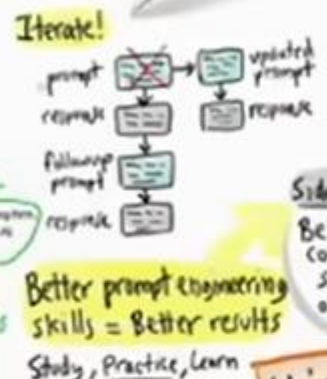 Iterate!
prompt
updated
prompt
response
response
followup
prompt
response
Better prompt engineering
skills = Better results
Study, Practice, Learn